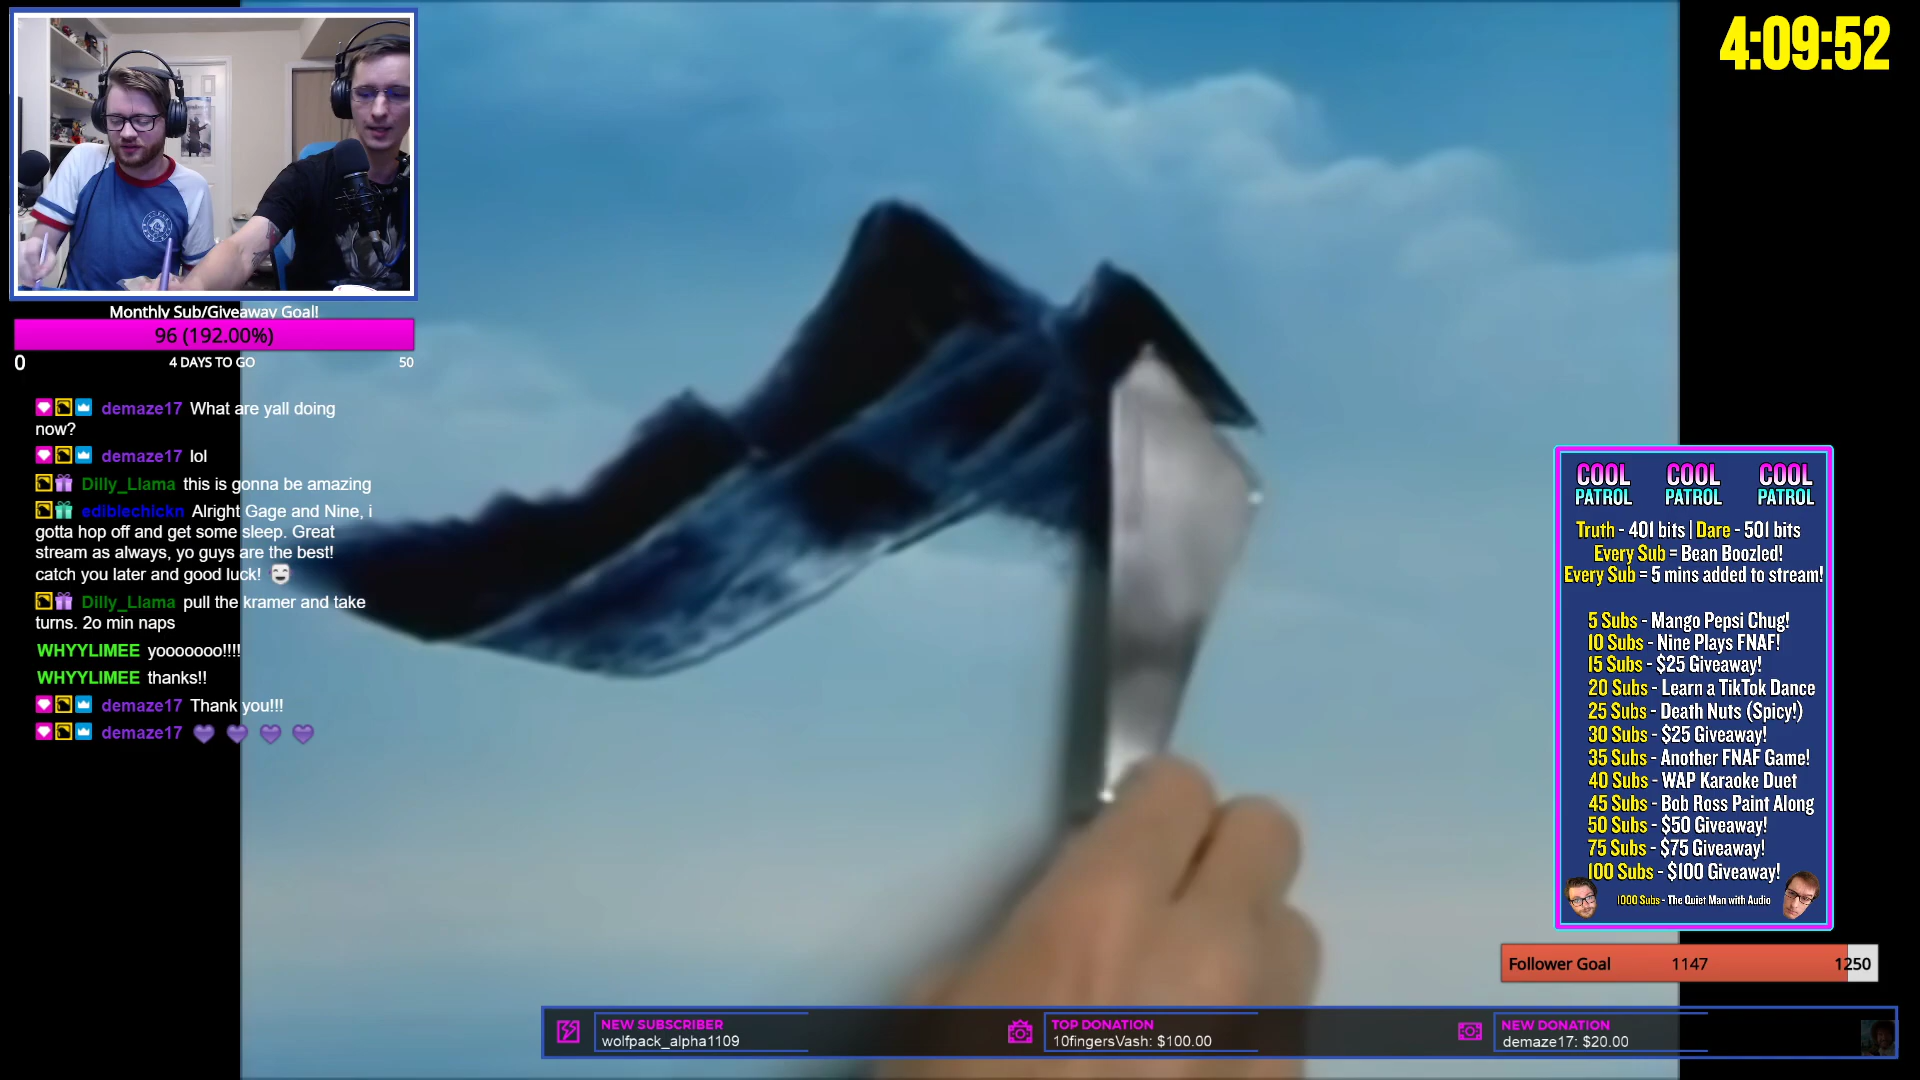 4:09:52
Monthly Sub/Giveaway Goal!
96 (192.00%)
0 4 DAYS TO GO 50
demaze17 What are yall doing
now?
demaze17 lol
Dilly_Llama this is gonna be amazing
ediblechickn Alright Gage and Nine, i
gotta hop off and get some sleep. Great
stream as always, yo guys are the best!
catch you later and good luck!
Dilly_Llama pull the kramer and take
turns. 2o min naps
WHYYLIMEE yooooooo!!!!
WHYYLIMEE thanks!!
demaze17 Thank you!!!
demaze17
COOL COOL COOL
PATROL PATROL PATROL
Truth - 401 bits | Dare - 501 bits
Every Sub = Bean Boozled!
Every Sub = 5 mins added to stream!
5 Subs - Mango Pepsi Chug!
10 Subs - Nine Plays FNAF!
15 Subs - $25 Giveaway!
20 Subs - Learn a TikTok Dance
25 Subs - Death Nuts (Spicy!)
30 Subs - $25 Giveaway!
35 Subs - Another FNAF Game!
40 Subs - WAP Karaoke Duet
45 Subs - Bob Ross Paint Along
50 Subs - $50 Giveaway!
75 Subs - $75 Giveaway!
100 Subs - $100 Giveaway!
1000 Subs - The Quiet Man with Audio
Follower Goal 1147 1250
NEW SUBSCRIBER
wolfpack_alpha1109
TOP DONATION
10fingersVash: $100.00
NEW DONATION
demaze17: $20.00